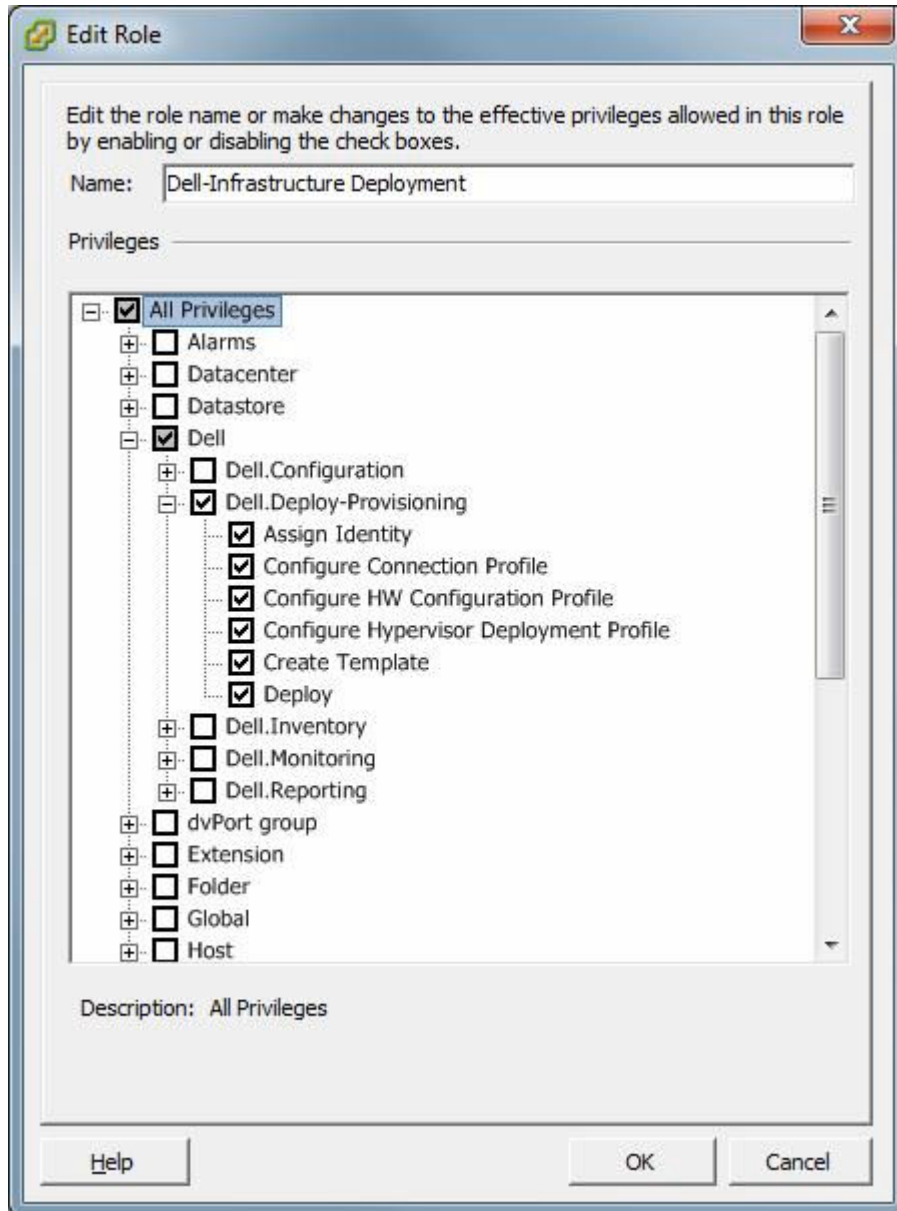 Edit Role
Edit the role name or make changes to the effective privileges allowed in this role
by enabling or disabling the check boxes.
Name: Dell-Infrastructure Deployment
Privileges
All Privileges
Alarms
Datacenter
Datastore
Dell
Dell.Configuration
Dell.Deploy-Provisioning
Assign Identity
Configure Connection Profile
Configure HW Configuration Profile
Configure Hypervisor Deployment Profile
Create Template
Deploy
Dell.Inventory
Dell.Monitoring
Dell.Reporting
dvPort group
Extension
Folder
Global
Host
Description: All Privileges
Help OK Cancel